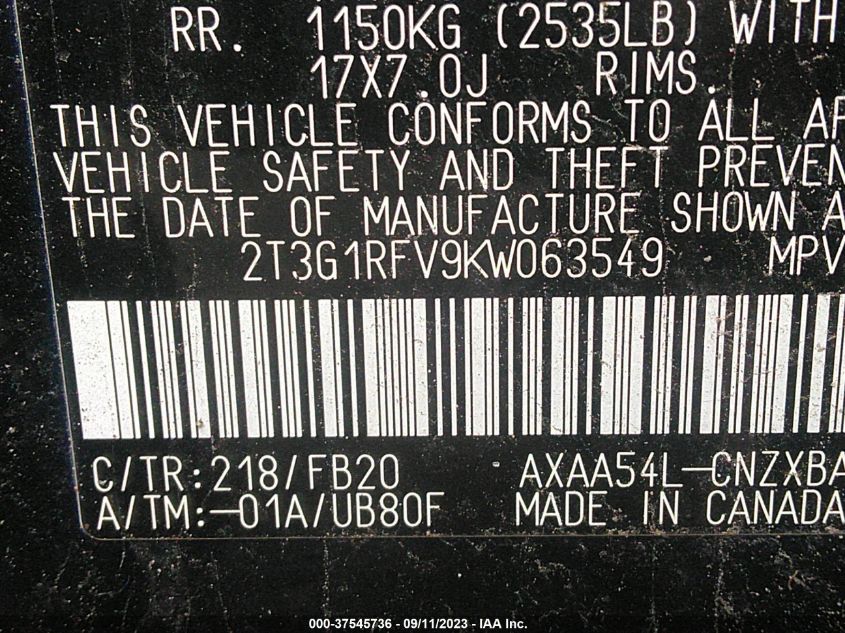 RR. 1150KG (2535LB) WITH
17X7.0J RIMS.
THIS VEHICLE CONFORMS TO ALL AP
VEHICLE SAFETY AND THEFT PREVEN
THE DATE OF MANUFACTURE SHOWN A
2T3G1RFV9KW063549 MPV
C/TR:218/FB20 AXAA54L-CNZXBA
A/TM:-01A/UB80F MADE IN CANADA
000-37545736 - 09/11/2023 - IAA Inc.